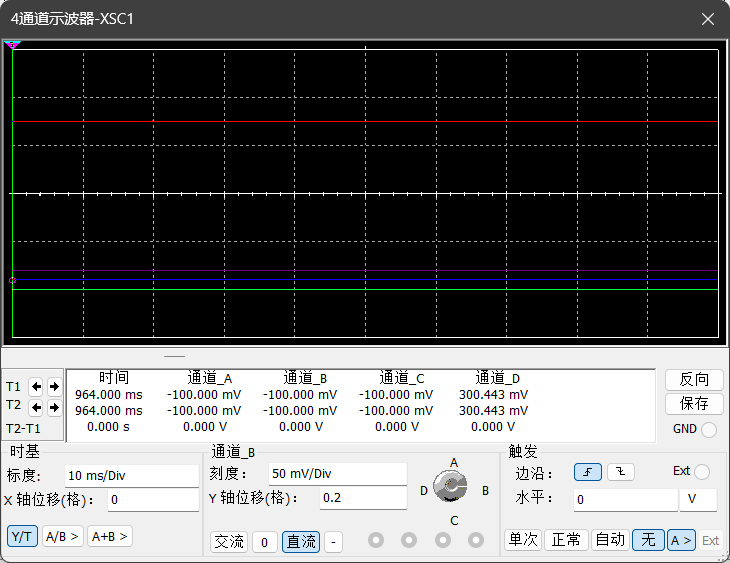 4通道示波器-XSC1
时间 通道_A 通道_B 通道_C 通道_D
T1 964.000 ms -100.000 mV -100.000 mV -100.000 mV 300.443 mV
T2 964.000 ms -100.000 mV -100.000 mV -100.000 mV 300.443 mV
T2-T1 0.000 s 0.000 V 0.000 V 0.000 V 0.000 V
反向
保存
GND
时基
标度： 10 ms/Div
X 轴位移(格)： 0
Y/T A/B > A+B >
通道_B
刻度： 50 mV/Div
Y 轴位移(格)： 0.2
交流 0 直流 -
A
D B
C
触发
边沿： Ext
水平： 0 V
单次 正常 自动 无 A > Ext